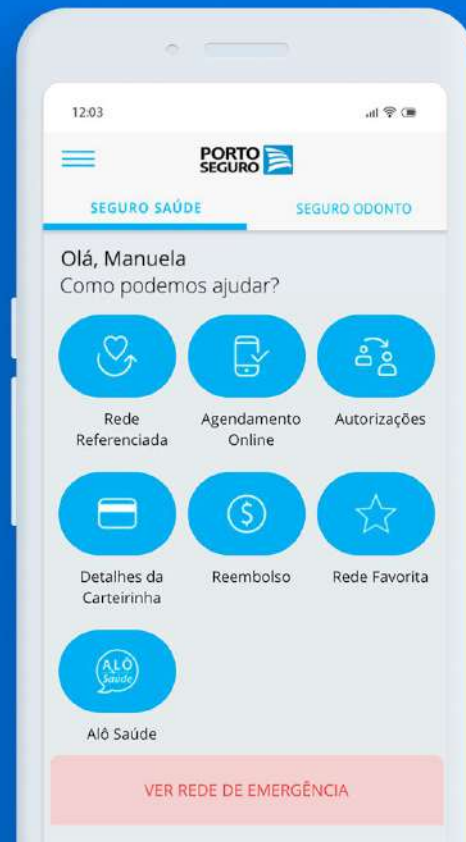 12:03
PORTO
SEGURO
SEGURO SAÚDE
SEGURO ODONTO
Olá, Manuela
Como podemos ajudar?
Rede
Referenciada
Agendamento
Online
Autorizações
Detalhes da
Carteirinha
Reembolso
Rede Favorita
ALÔ
Saúde
Alô Saúde
VER REDE DE EMERGÊNCIA